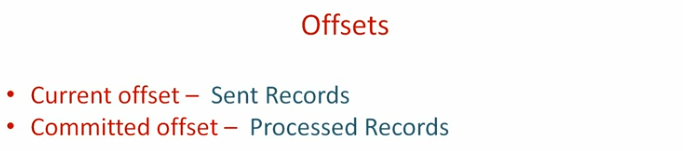 Offsets
• Current offset – Sent Records
• Committed offset – Processed Records